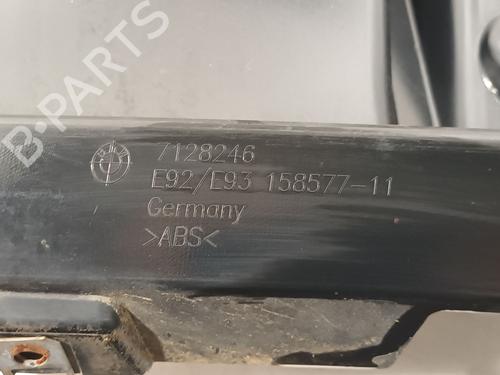 B-PARTS
7128246
E92/E93 158577-11
Germany
>ABS<